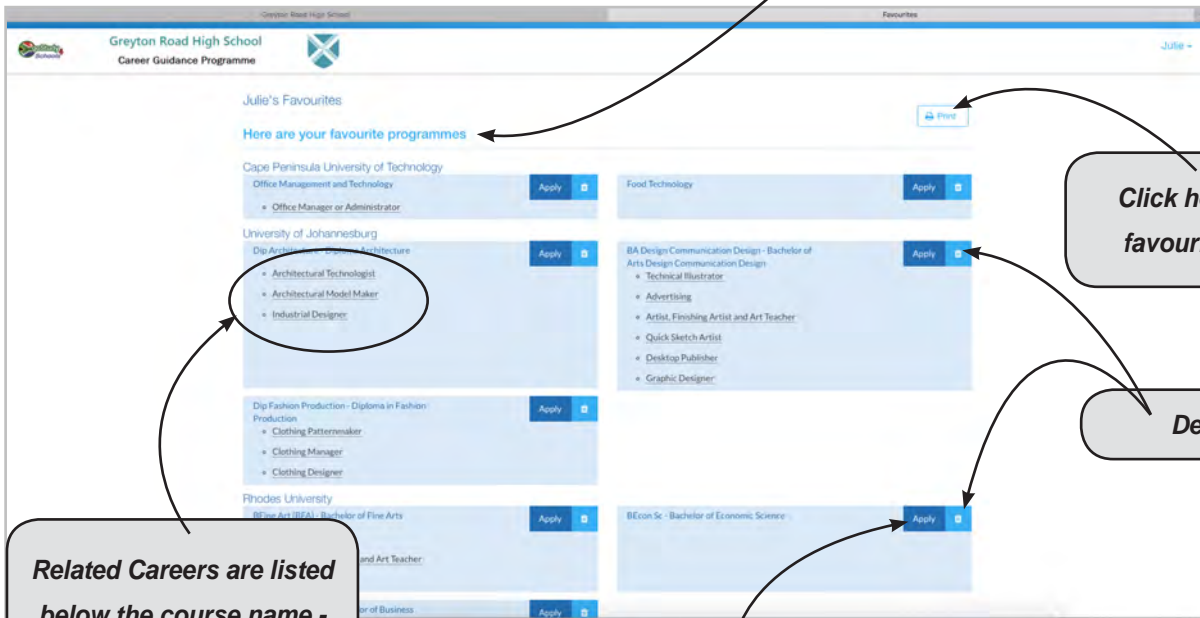 Greyton Road High School
Favourites
Greyton Road High School
Career Guidance Programme
Julie
Julie's Favourites
Print
Here are your favourite programmes
Cape Peninsula University of Technology
Office Management and Technology
Apply
Office Manager or Administrator
Food Technology
Apply
University of Johannesburg
Dip Architecture - Diploma Architecture
Apply
Architectural Technologist
Architectural Model Maker
Industrial Designer
BA Design Communication Design - Bachelor of
Arts Design Communication Design
Apply
Technical Illustrator
Advertising
Artist, Finishing Artist and Art Teacher
Quick Sketch Artist
Desktop Publisher
Graphic Designer
Dip Fashion Production - Diploma in Fashion
Production
Apply
Clothing Patternmaker
Clothing Manager
Clothing Designer
Rhodes University
BFine Art (BFA) - Bachelor of Fine Arts
Apply
and Art Teacher
BEcon Sc - Bachelor of Economic Science
Apply
or of Business
Apply
Click h
favour
De
Related Careers are listed
below the course name -